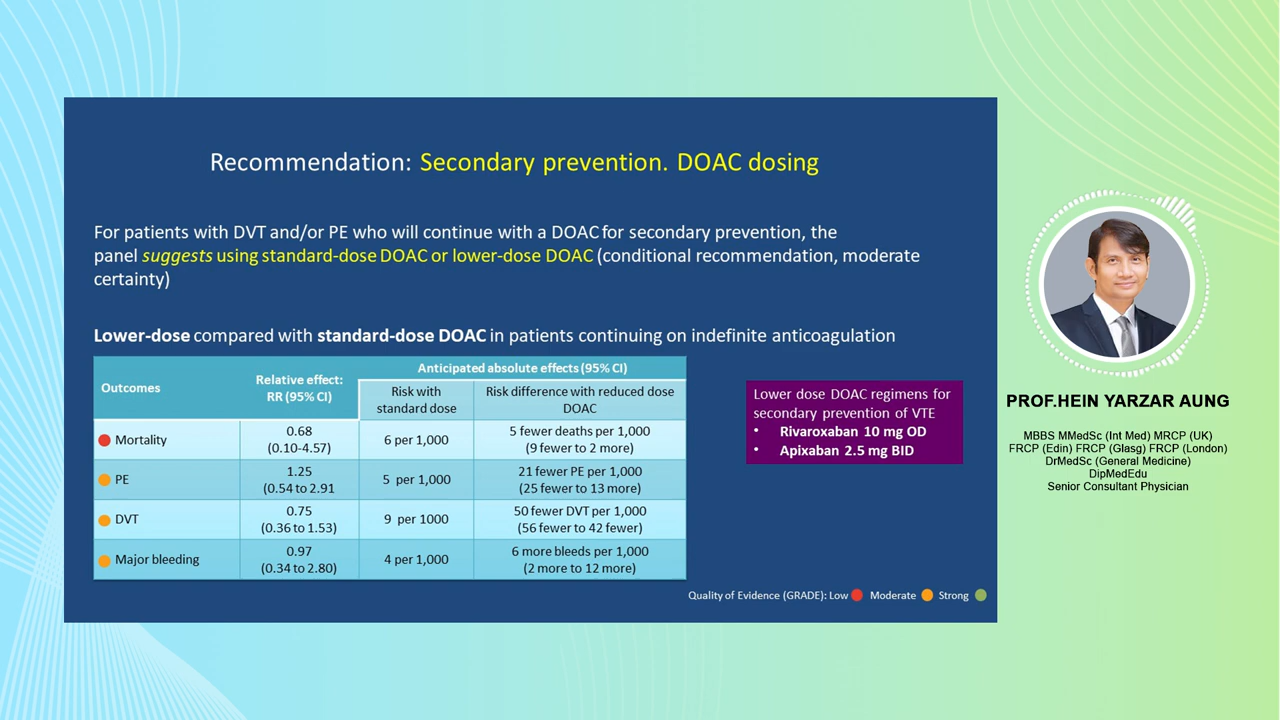 Recommendation: Secondary prevention. DOAC dosing
For patients with DVT and/or PE who will continue with a DOAC for secondary prevention, the
panel suggests using standard-dose DOAC or lower-dose DOAC (conditional recommendation, moderate
certainty)
Lower-dose compared with standard-dose DOAC in patients continuing on indefinite anticoagulation
Outcomes
Relative effect:
RR (95% CI)
Anticipated absolute effects (95% CI)
Risk with
standard dose
Risk difference with reduced dose
DOAC
Mortality
0.68
(0.10-4.57)
6 per 1,000
5 fewer deaths per 1,000
(9 fewer to 2 more)
PE
1.25
(0.54 to 2.91
5 per 1,000
21 fewer PE per 1,000
(25 fewer to 13 more)
DVT
0.75
(0.36 to 1.53)
9 per 1000
50 fewer DVT per 1,000
(56 fewer to 42 fewer)
Major bleeding
0.97
(0.34 to 2.80)
4 per 1,000
6 more bleeds per 1,000
(2 more to 12 more)
Lower dose DOAC regimens for
secondary prevention of VTE
• Rivaroxaban 10 mg OD
• Apixaban 2.5 mg BID
Quality of Evidence (GRADE): Low Moderate Strong
PROF.HEIN YARZAR AUNG
MBBS MMedSc (Int Med) MRCP (UK)
FRCP (Edin) FRCP (Glasg) FRCP (London)
DrMedSc (General Medicine)
DipMedEdu
Senior Consultant Physician